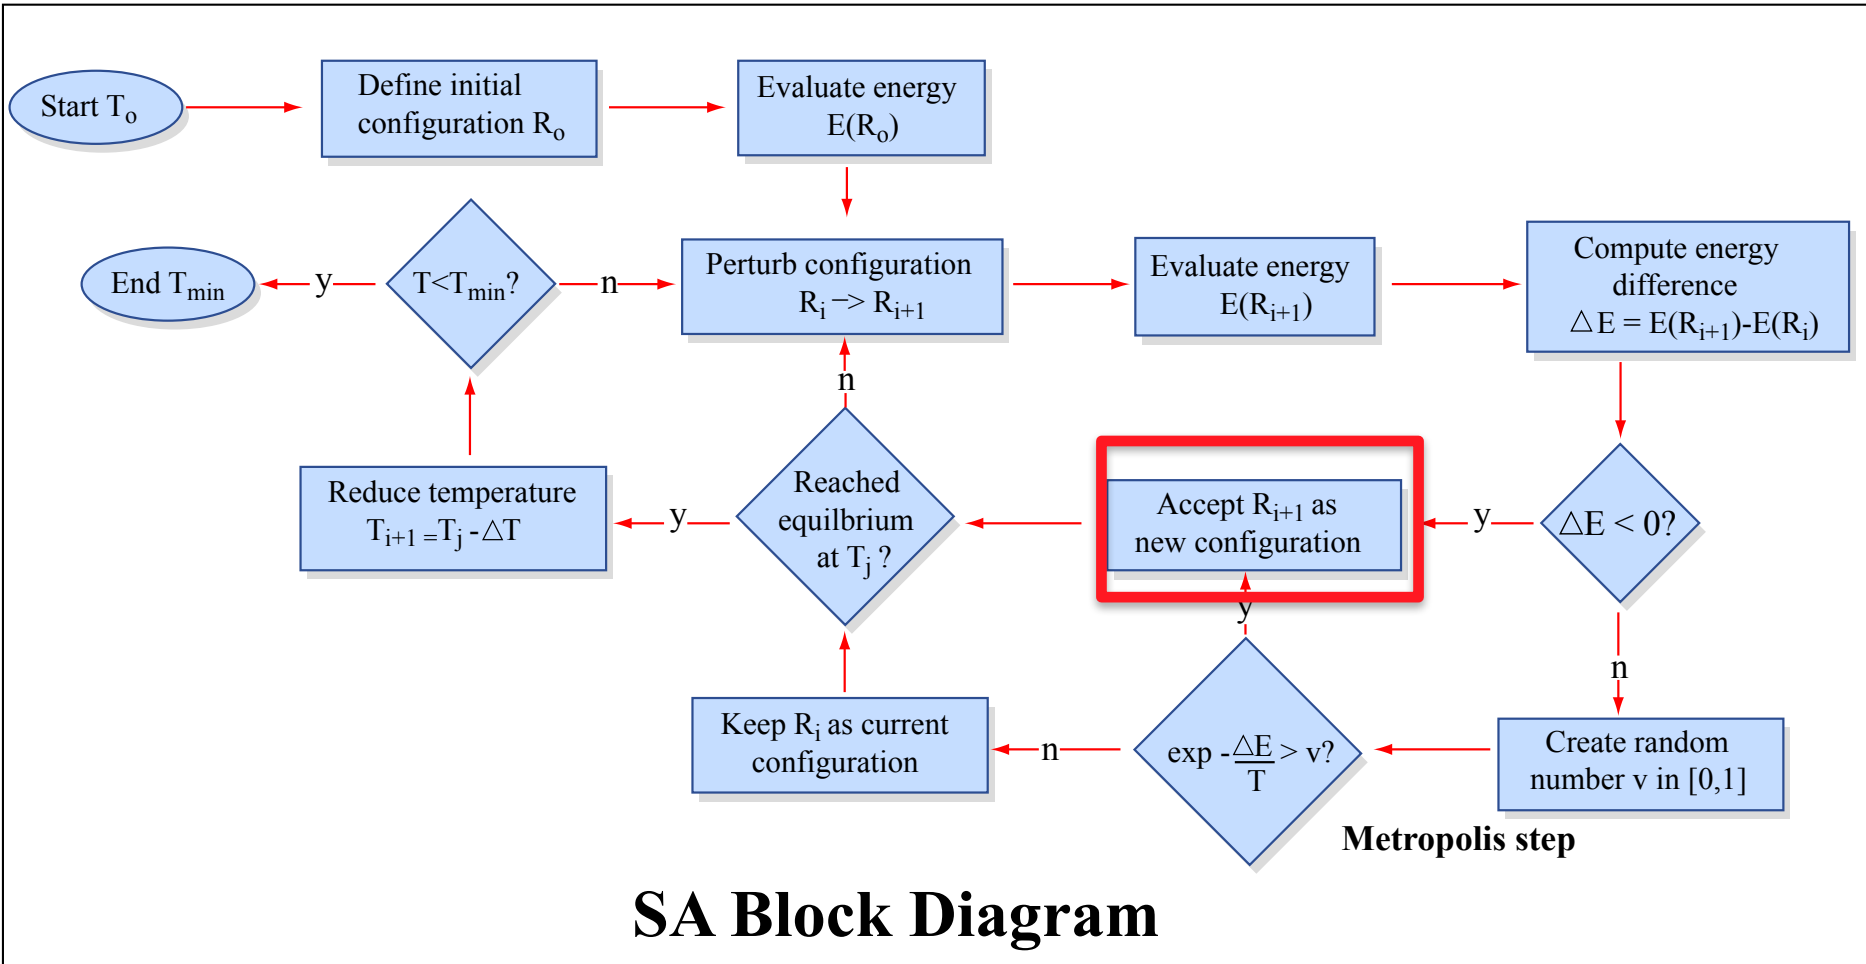 Start Tₒ
Define initial
configuration Rₒ
Evaluate energy
E(Rₒ)
End Tmin
y
T<Tmin?
n
Perturb configuration
Rᵢ −> Rᵢ₊₁
Evaluate energy
E(Rᵢ₊₁)
Compute energy
difference
△E = E(Rᵢ₊₁)-E(Rᵢ)
n
Reduce temperature
Tᵢ₊₁ = Tⱼ - △T
y
Reached
equilbrium
at Tⱼ ?
Accept Rᵢ₊₁ as
new configuration
y
△E < 0?
y
n
Keep Rᵢ as current
configuration
n
exp - △E/T > v?
Create random
number v in [0,1]
Metropolis step
SA Block Diagram